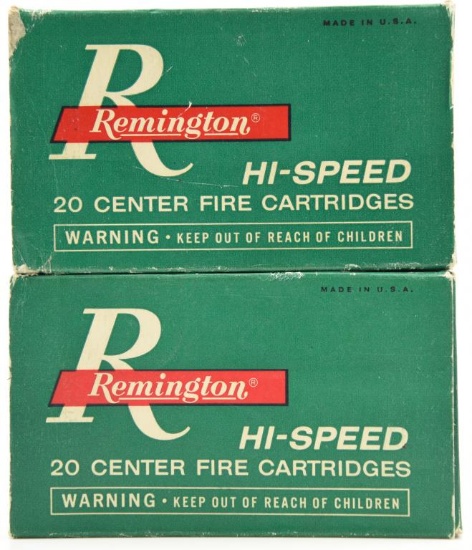 MADE IN U.S.A.
R
Remington®
HI-SPEED
20 CENTER FIRE CARTRIDGES
WARNING • KEEP OUT OF REACH OF CHILDREN
MADE IN U.S.A.
R
Remington®
HI-SPEED
20 CENTER FIRE CARTRIDGES
WARNING • KEEP OUT OF REACH OF CHILDREN